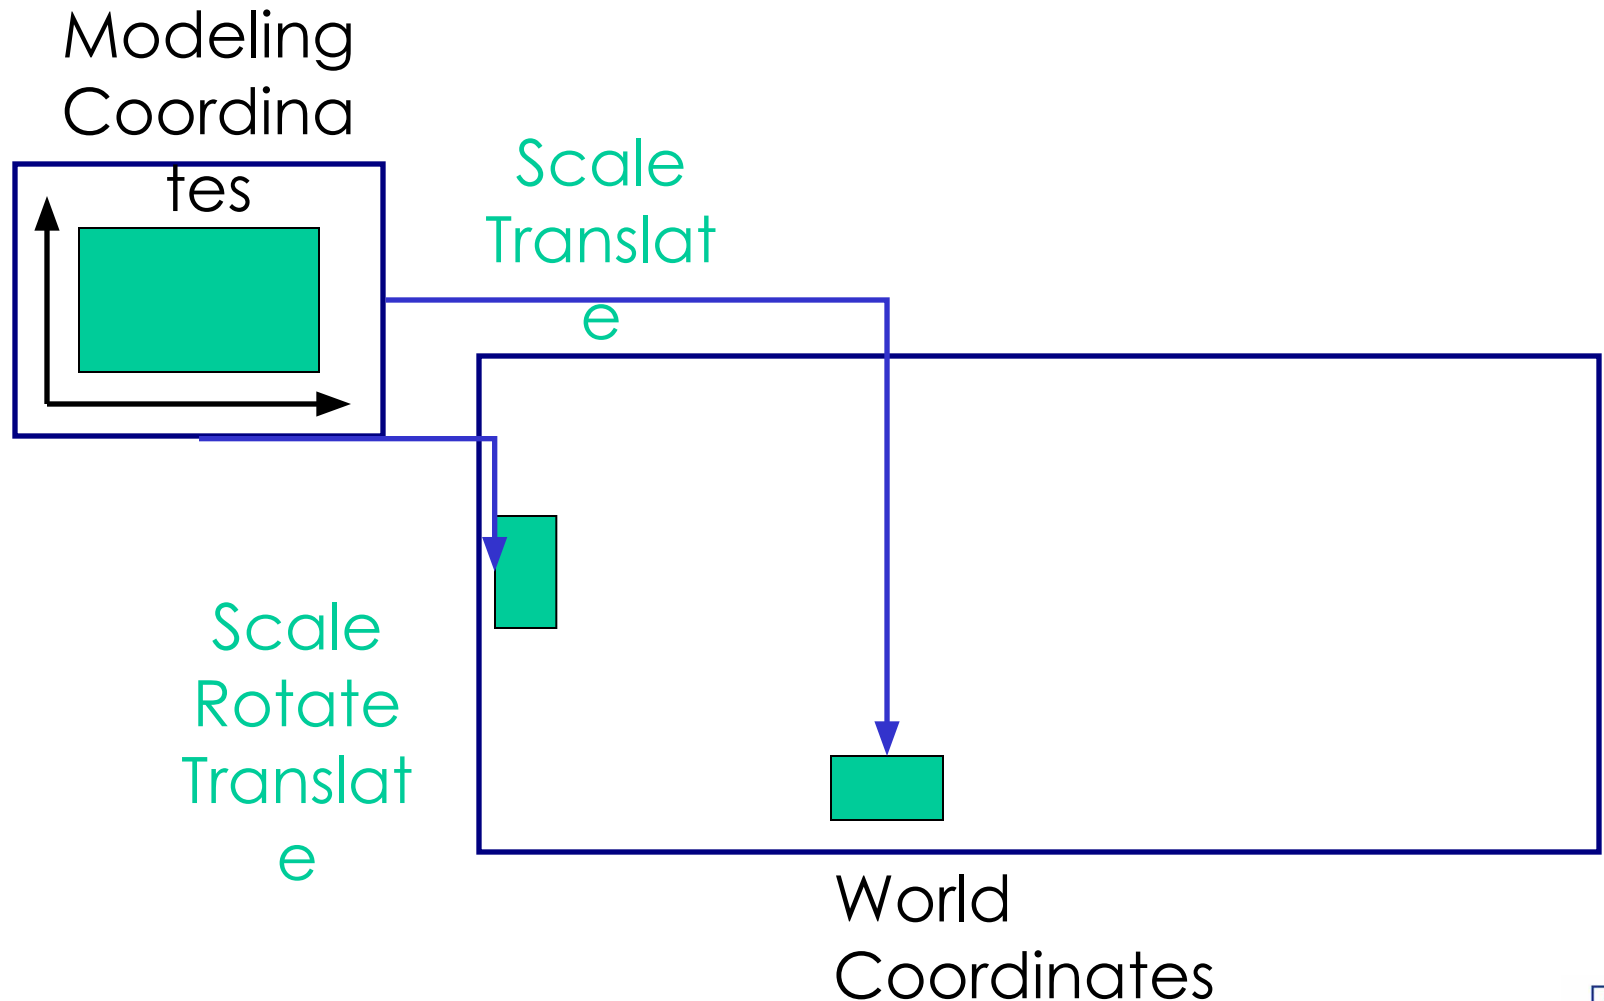 Modeling
Coordina
tes
Scale
Translat
e
Scale
Rotate
Translat
e
World
Coordinates